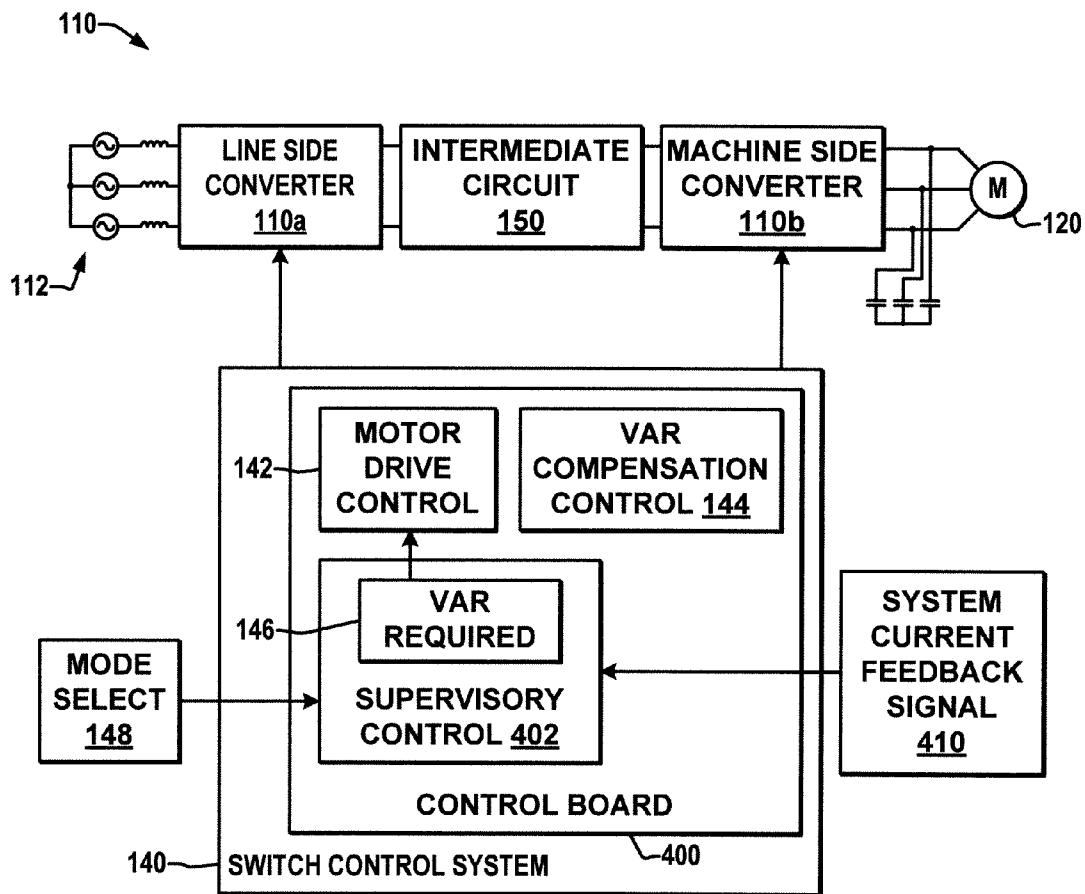 110
LINE SIDE
CONVERTER
110a
INTERMEDIATE
CIRCUIT
150
MACHINE SIDE
CONVERTER
110b
M
120
112
MOTOR
DRIVE
CONTROL
142
VAR
COMPENSATION
CONTROL 144
146
VAR
REQUIRED
SUPERVISORY
CONTROL 402
MODE
SELECT
148
SYSTEM
CURRENT
FEEDBACK
SIGNAL
410
CONTROL BOARD
400
140
SWITCH CONTROL SYSTEM